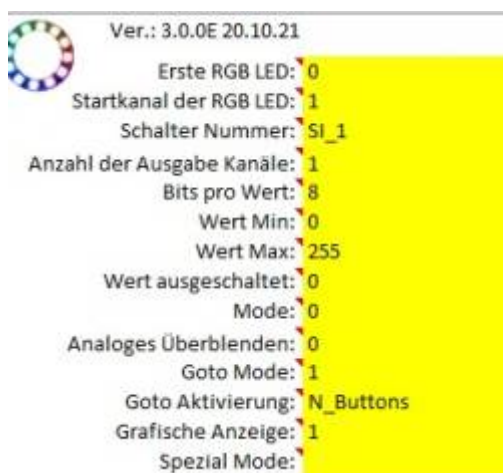 Ver.: 3.0.0E 20.10.21
Erste RGB LED: 0
Startkanal der RGB LED: 1
Schalter Nummer: SI_1
Anzahl der Ausgabe Kanäle: 1
Bits pro Wert: 8
Wert Min: 0
Wert Max: 255
Wert ausgeschaltet: 0
Mode: 0
Analoges Überblenden: 0
Goto Mode: 1
Goto Aktivierung: N_Buttons
Grafische Anzeige: 1
Spezial Mode: